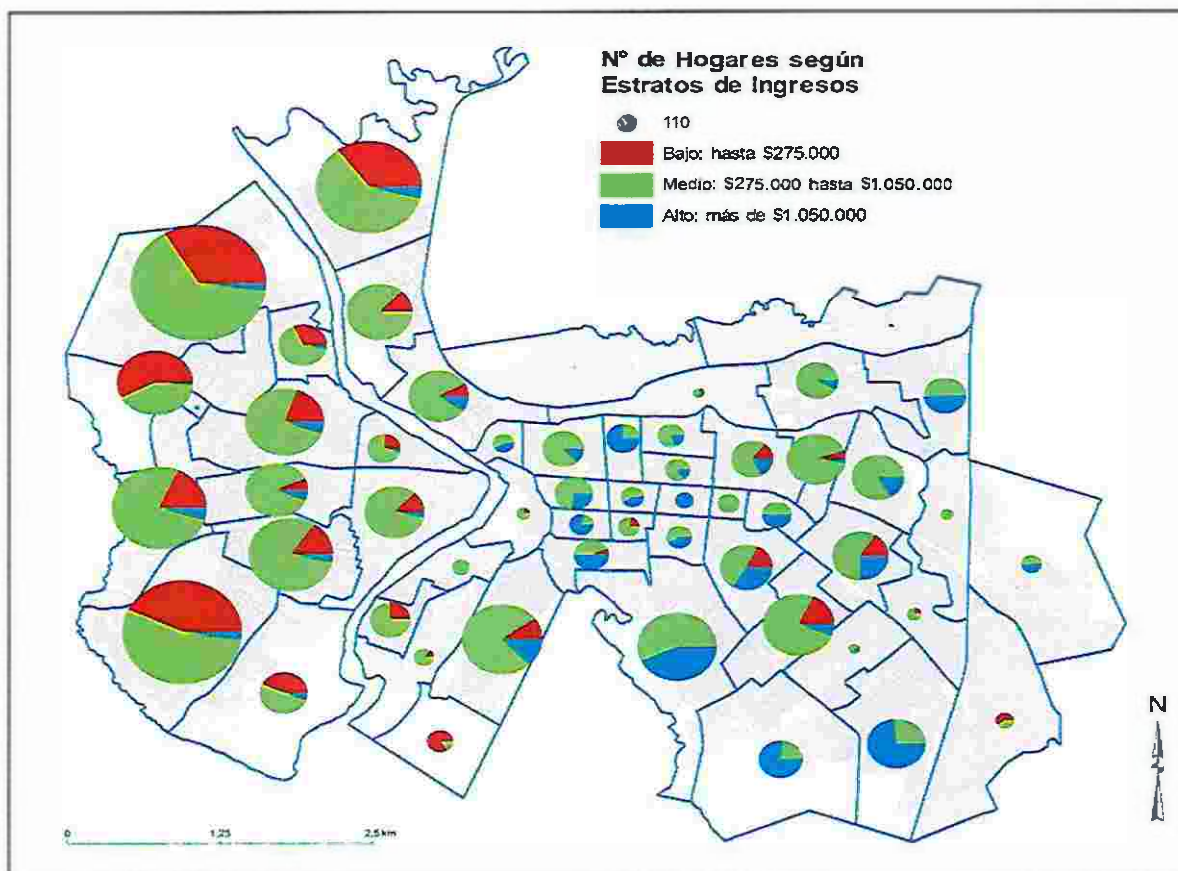 Nº de Hogares según
Estratos de Ingresos
110
Bajo: hasta $275.000
Medio: $275.000 hasta $1.050.000
Alto: más de $1.050.000
N
0 1,25 2,5 km